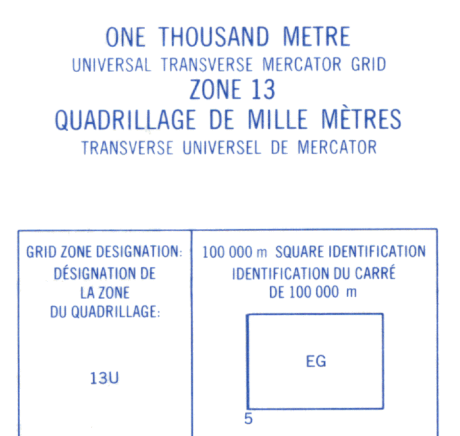 ONE THOUSAND METRE
UNIVERSAL TRANSVERSE MERCATOR GRID
ZONE 13
QUADRILLAGE DE MILLE MÈTRES
TRANSVERSE UNIVERSEL DE MERCATOR
GRID ZONE DESIGNATION:
DÉSIGNATION DE
LA ZONE
DU QUADRILLAGE:
13U
100 000 m SQUARE IDENTIFICATION
IDENTIFICATION DU CARRÉ
DE 100 000 m
EG
5